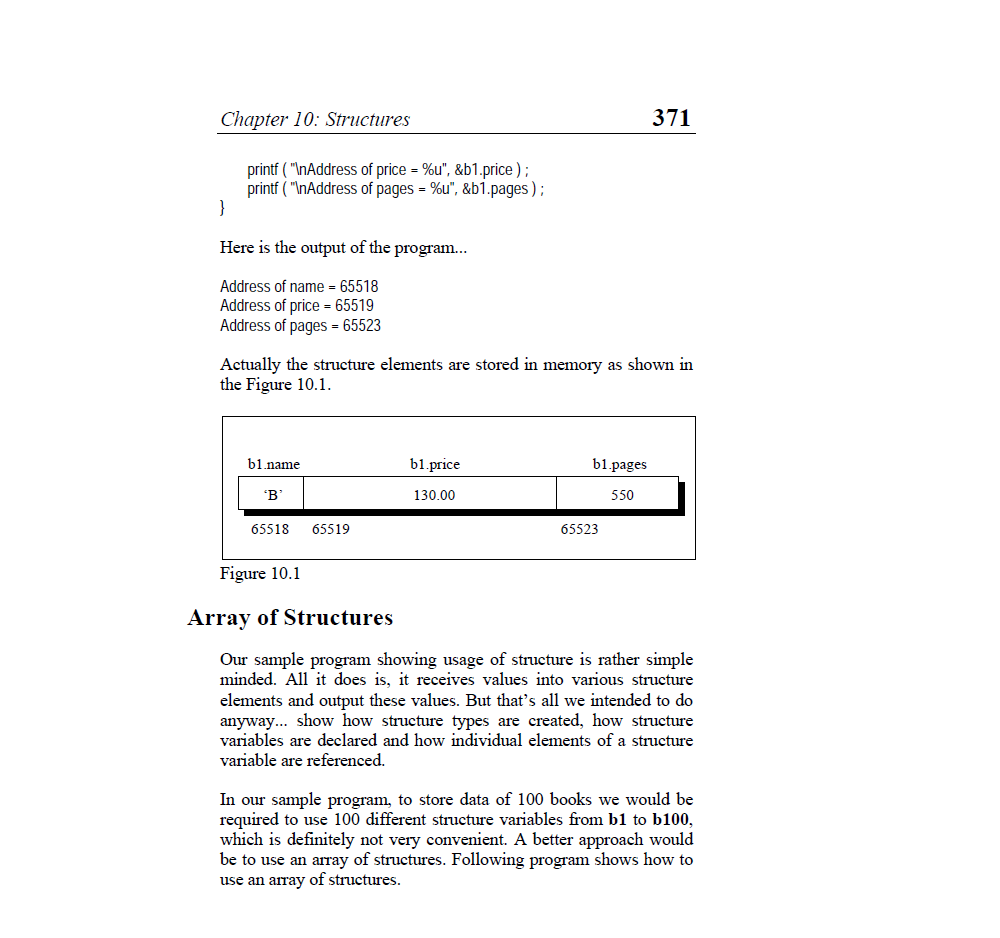 Chapter 10: Structures 371
printf ( "\nAddress of price = %u", &b1.price ) ;
printf ( "\nAddress of pages = %u", &b1.pages ) ;
}
Here is the output of the program...
Address of name = 65518
Address of price = 65519
Address of pages = 65523
Actually the structure elements are stored in memory as shown in
the Figure 10.1.
b1.name b1.price b1.pages
‘B’ 130.00 550
65518 65519 65523
Figure 10.1
Array of Structures
Our sample program showing usage of structure is rather simple
minded. All it does is, it receives values into various structure
elements and output these values. But that’s all we intended to do
anyway... show how structure types are created, how structure
variables are declared and how individual elements of a structure
variable are referenced.
In our sample program, to store data of 100 books we would be
required to use 100 different structure variables from b1 to b100,
which is definitely not very convenient. A better approach would
be to use an array of structures. Following program shows how to
use an array of structures.